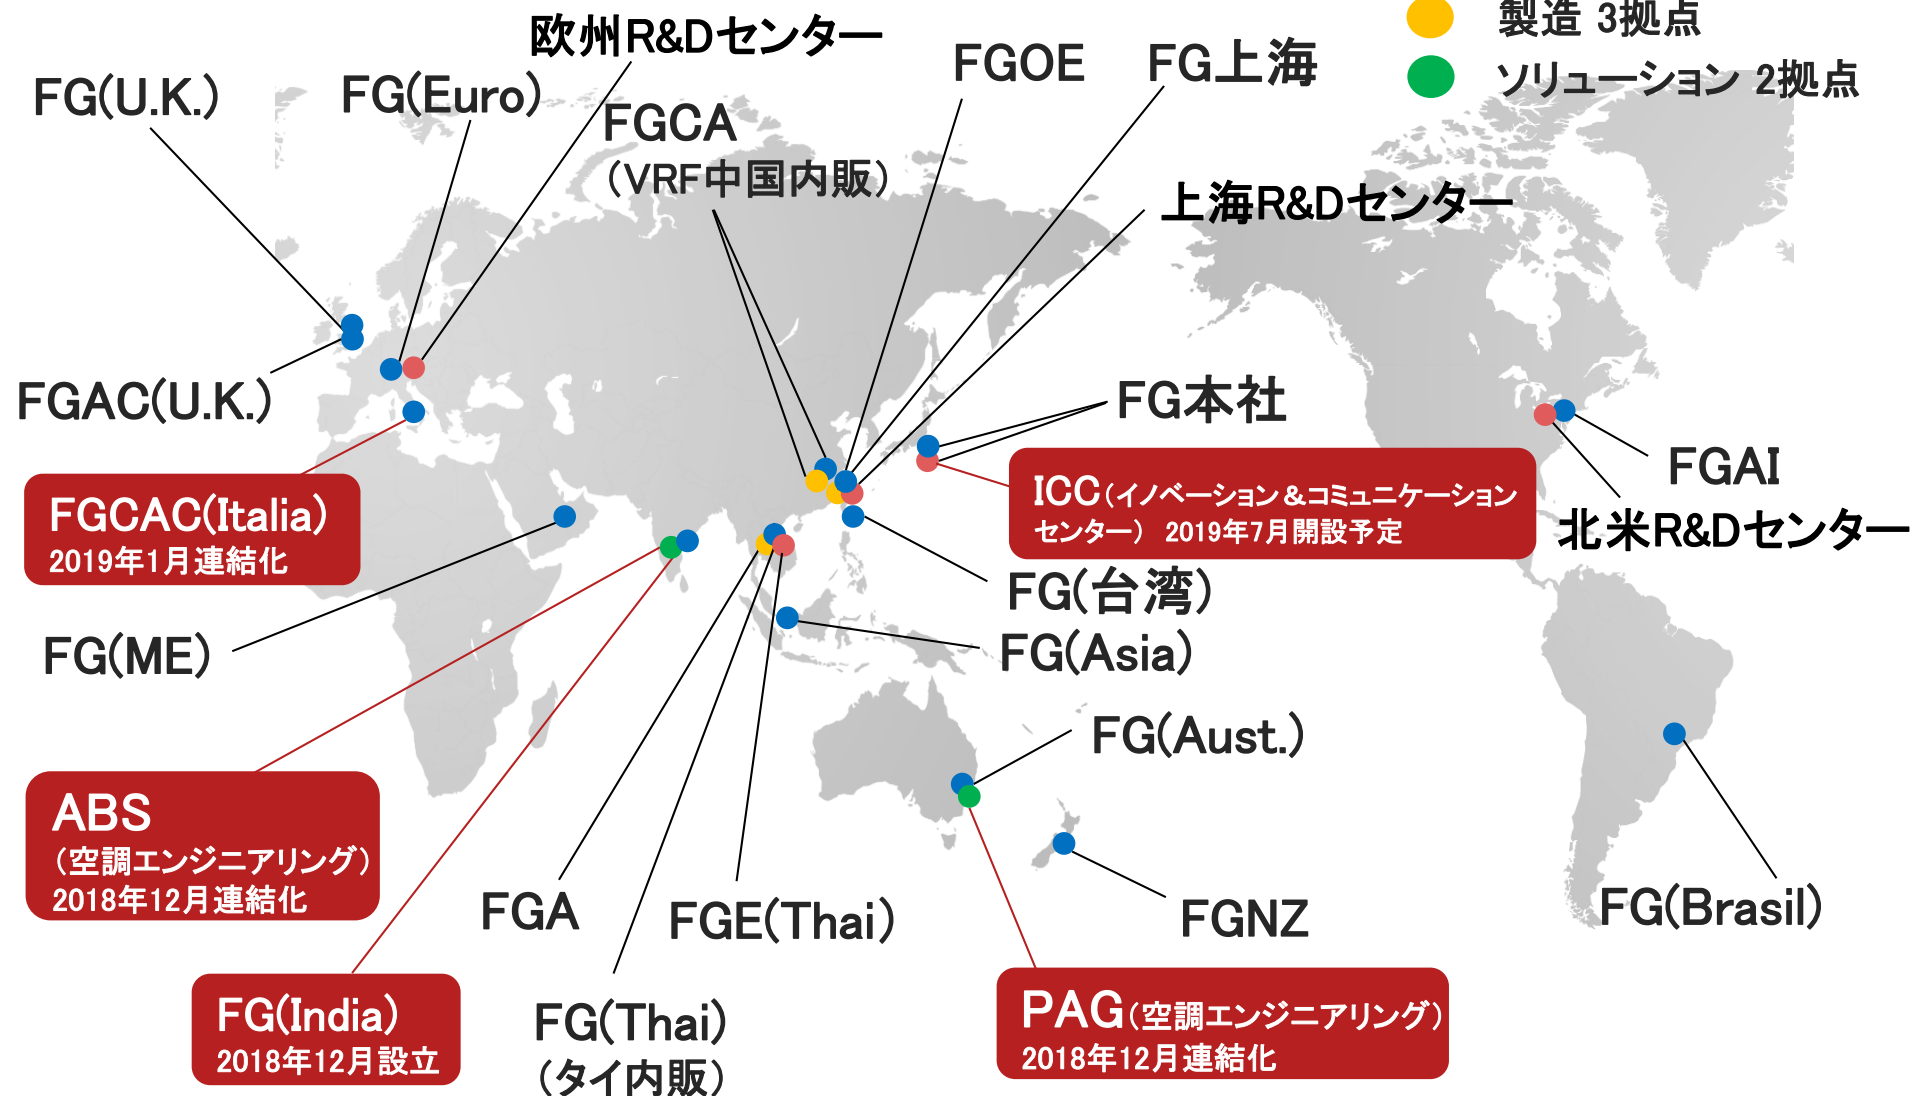 製造 3拠点
ソリューション 2拠点
欧州R&Dセンター
FG(U.K.)
FG(Euro)
FGCA
（VRF中国内販）
FGOE
FG上海
上海R&Dセンター
FGAC(U.K.)
FG本社
FGAI
北米R&Dセンター
ICC（イノベーション＆コミュニケーション
センター） 2019年7月開設予定
FGCAC(Italia)
2019年1月連結化
FG(台湾)
FG(ME)
FG(Asia)
FG(Aust.)
ABS
（空調エンジニアリング）
2018年12月連結化
FGA
FGE(Thai)
FGNZ
FG(Brasil)
FG(India)
2018年12月設立
FG(Thai)
（タイ内販）
PAG（空調エンジニアリング）
2018年12月連結化